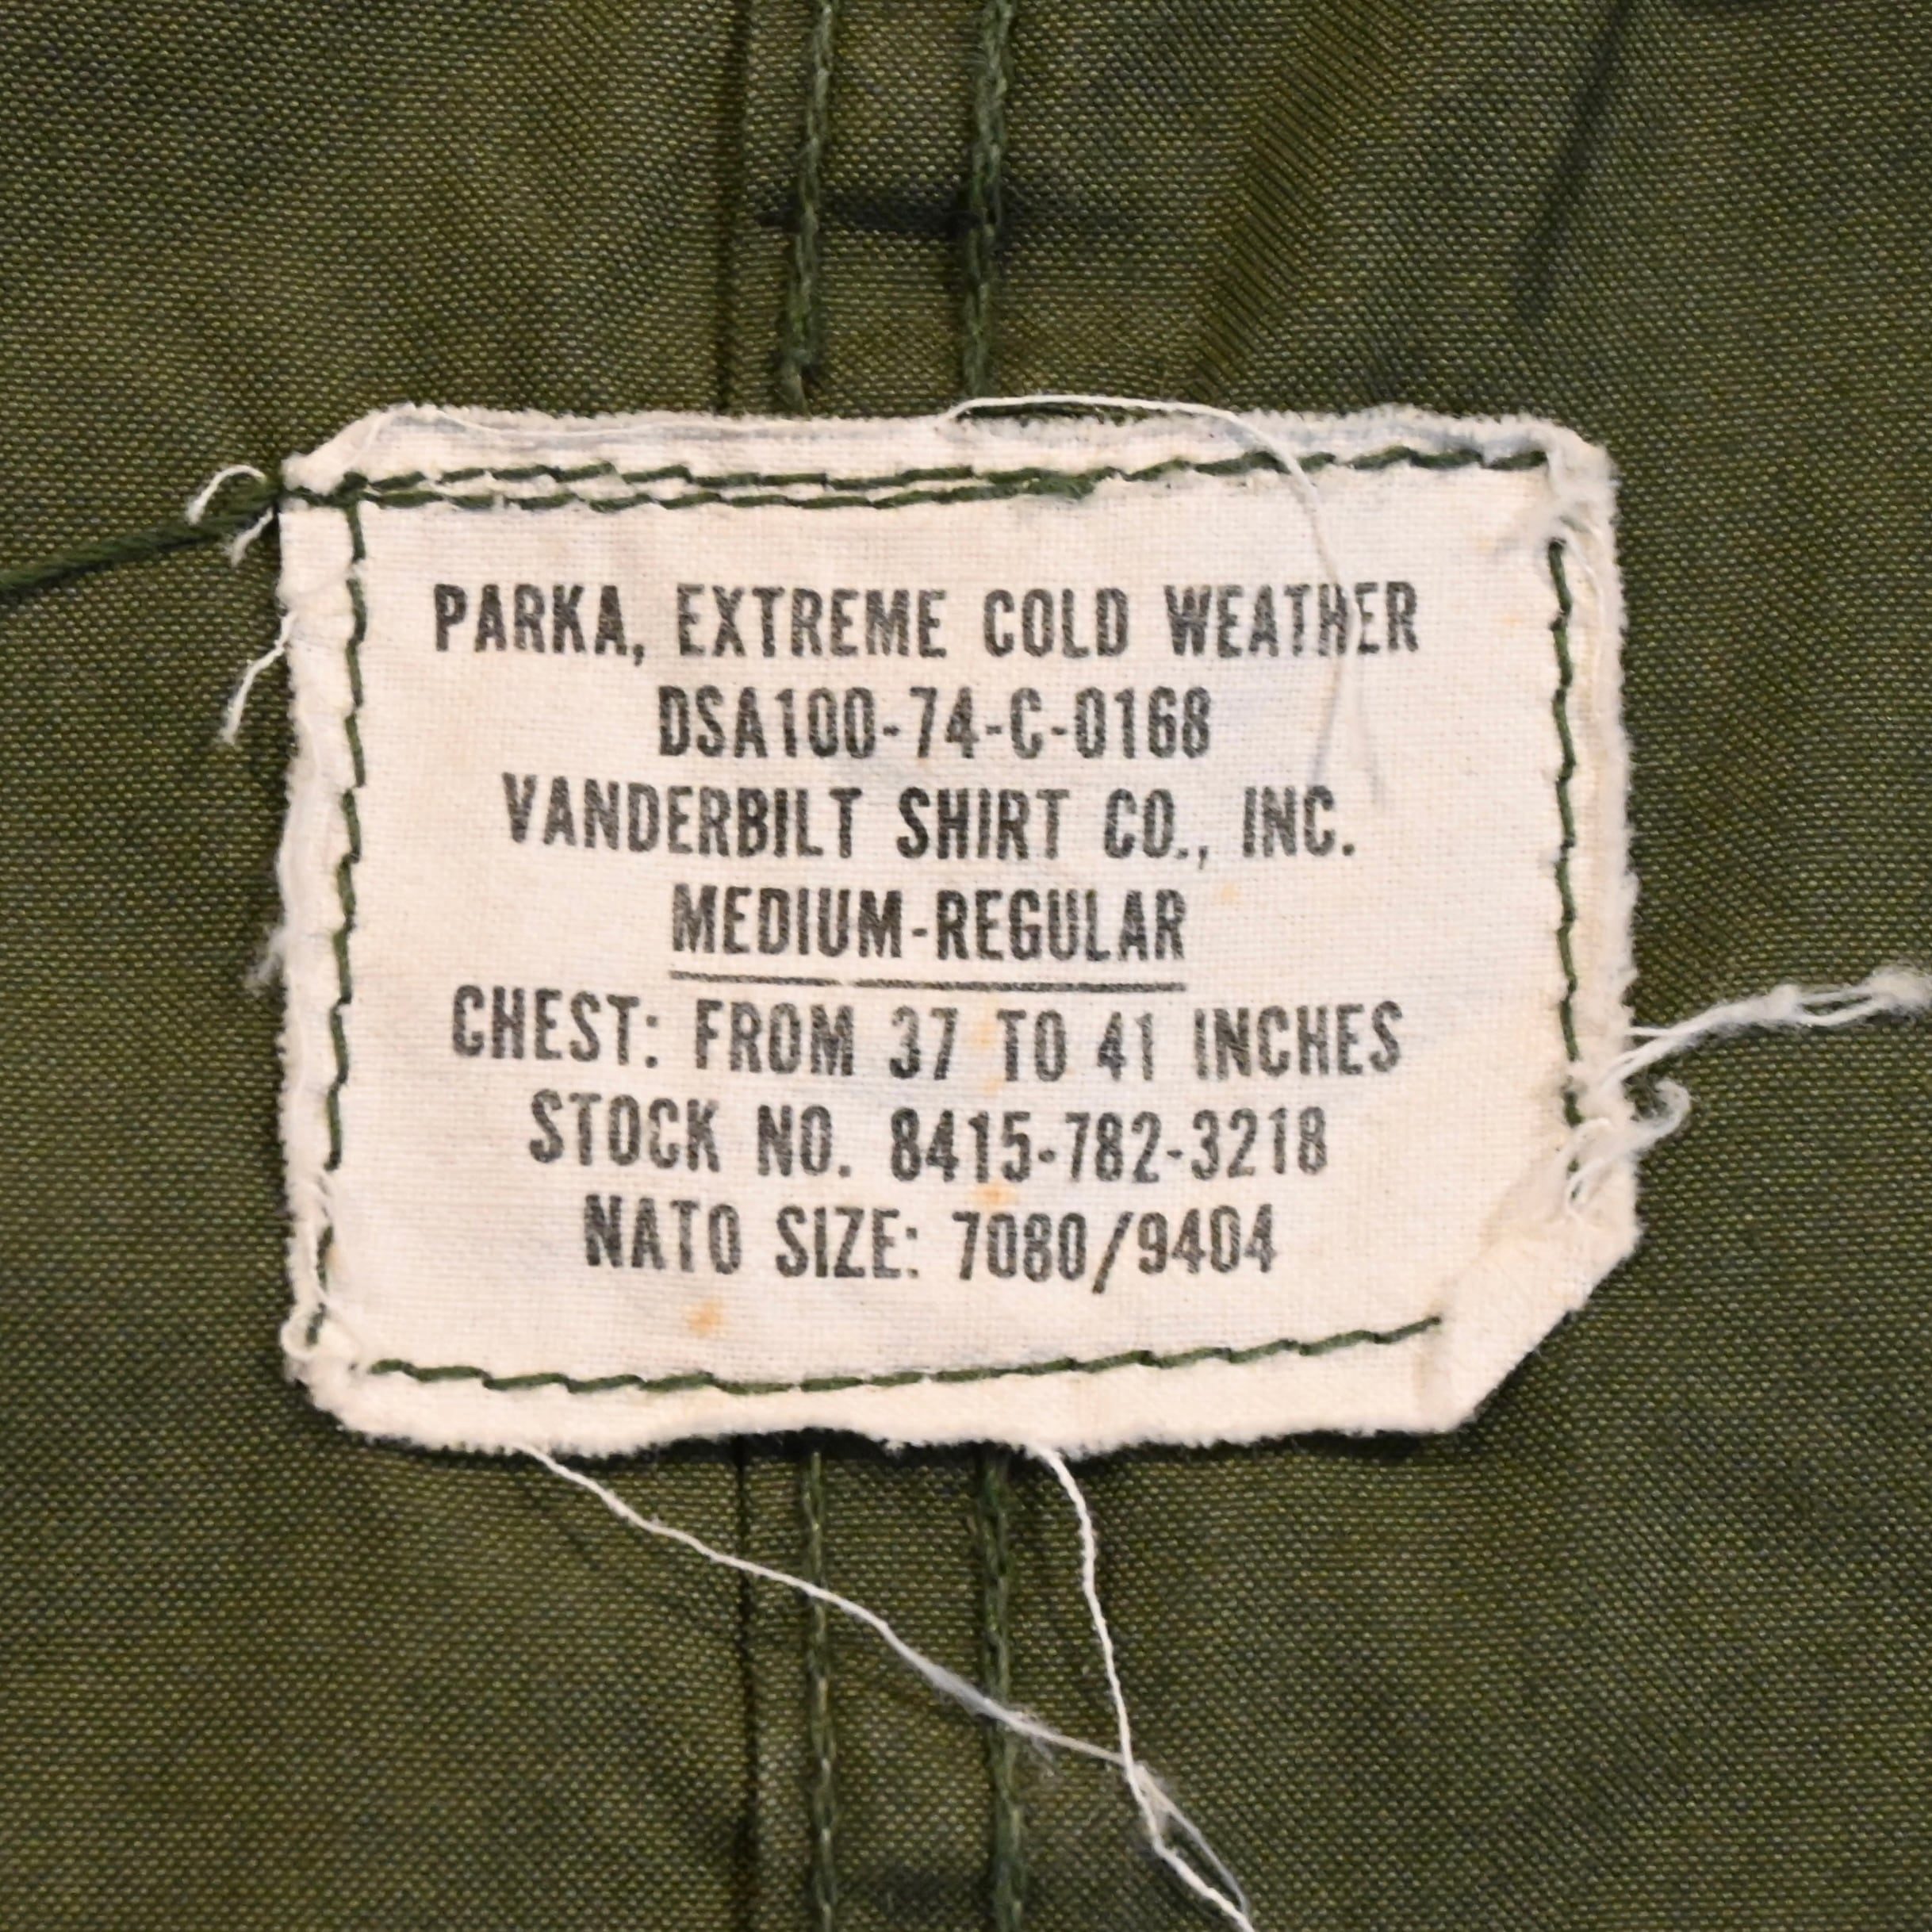 PARKA, EXTREME COLD WEATHER
DSA100-74-C-0168
VANDERBILT SHIRT CO., INC.
MEDIUM-REGULAR
CHEST: FROM 37 TO 41 INCHES
STOCK NO. 8415-782-3218
NATO SIZE: 7080/9404